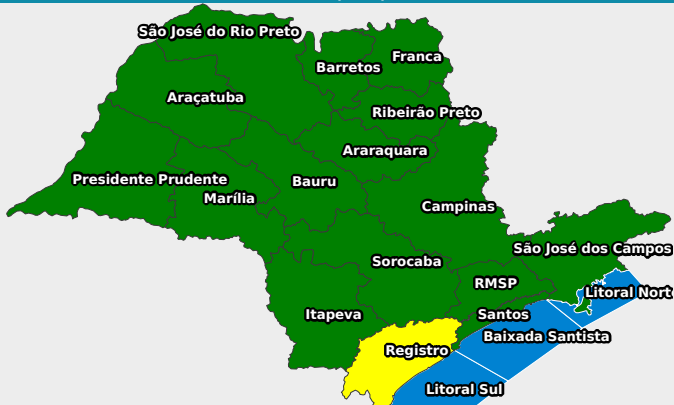 São José do Rio Preto
Franca
Barretos
Araçatuba
Ribeirão Preto
Araraquara
Presidente Prudente
Bauru
Marília
Campinas
São José dos Campos
Sorocaba
RMSP
Litoral Nort
Itapeva
Santos
Baixada Santista
Registro
Litoral Sul